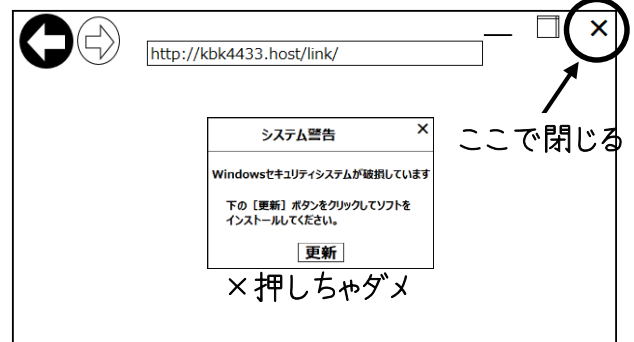 http://kbk4433.host/link/
ここで閉じる
システム警告
Windowsセキュリティシステムが破損しています
下の［更新］ボタンをクリックしてソフトを
インストールしてください。
更新
×押しちゃダメ